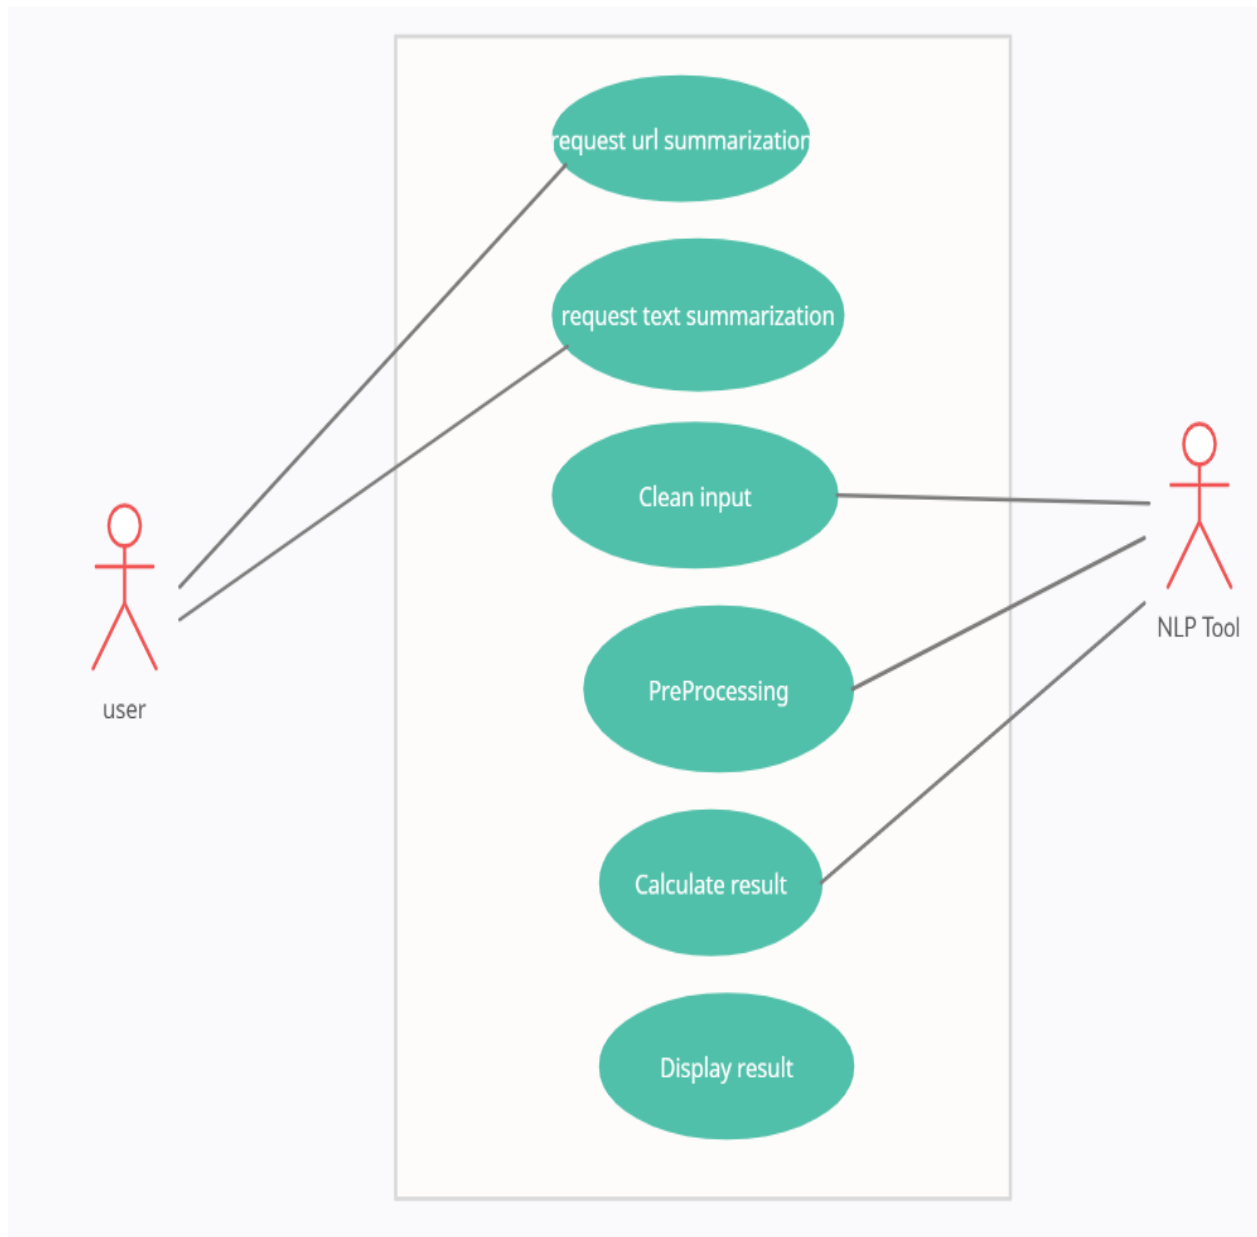 request url summarization
request text summarization
Clean input
NLP Tool
PreProcessing
user
Calculate result
Display result